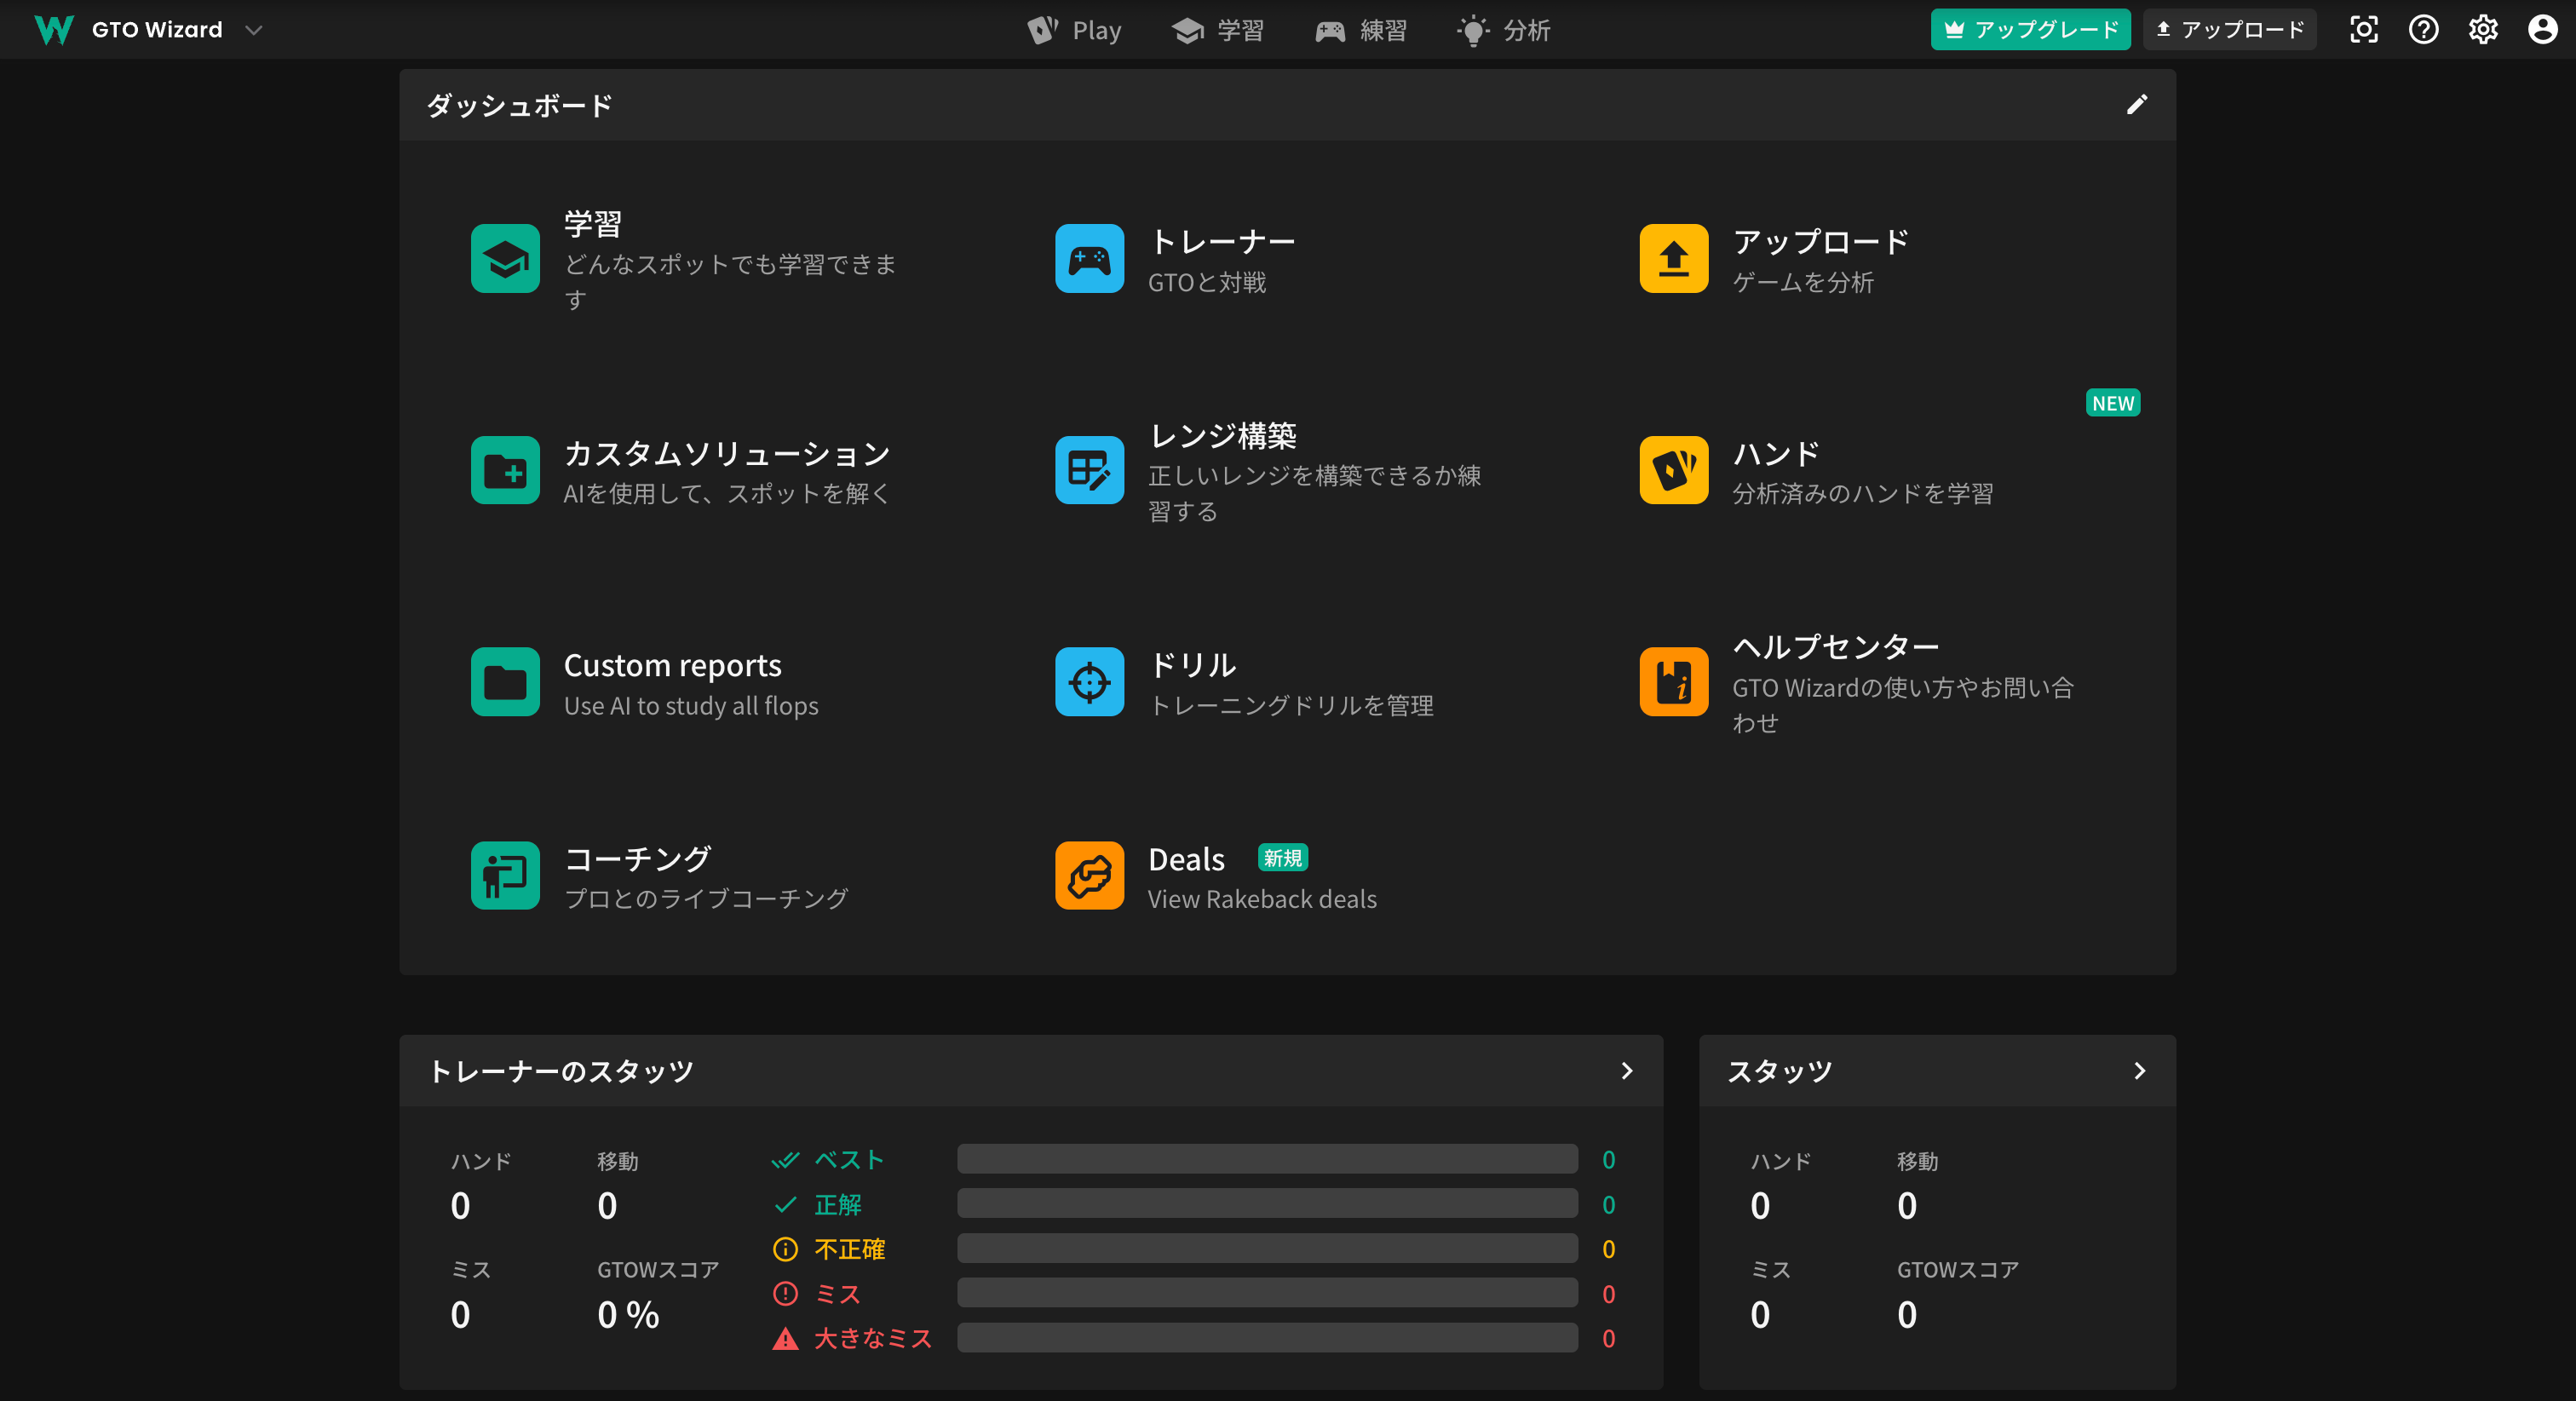 GTO Wizard
Play
学習
練習
分析
アップグレード
アップロード
ダッシュボード
学習
どんなスポットでも学習できま
す
トレーナー
GTOと対戦
アップロード
ゲームを分析
カスタムソリューション
AIを使用して、スポットを解く
レンジ構築
正しいレンジを構築できるか練
習する
NEW
ハンド
分析済みのハンドを学習
Custom reports
Use AI to study all flops
ドリル
トレーニングドリルを管理
ヘルプセンター
GTO Wizardの使い方やお問い合
わせ
コーチング
プロとのライブコーチング
Deals 新規
View Rakeback deals
トレーナーのスタッツ
ハンド
0
移動
0
ミス
0
GTOWスコア
0 %
ベスト 0
正解 0
不正確 0
ミス 0
大きなミス 0
スタッツ
ハンド
0
移動
0
ミス
0
GTOWスコア
0